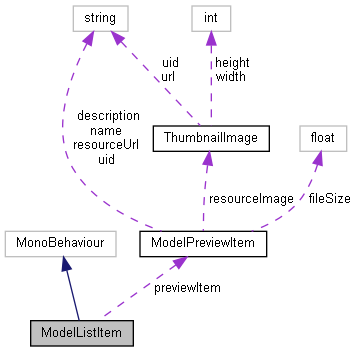 string
int
uid
url
height
width
description
name
resourceUrl
uid
ThumbnailImage
float
resourceImage
fileSize
MonoBehaviour
ModelPreviewItem
previewItem
ModelListItem